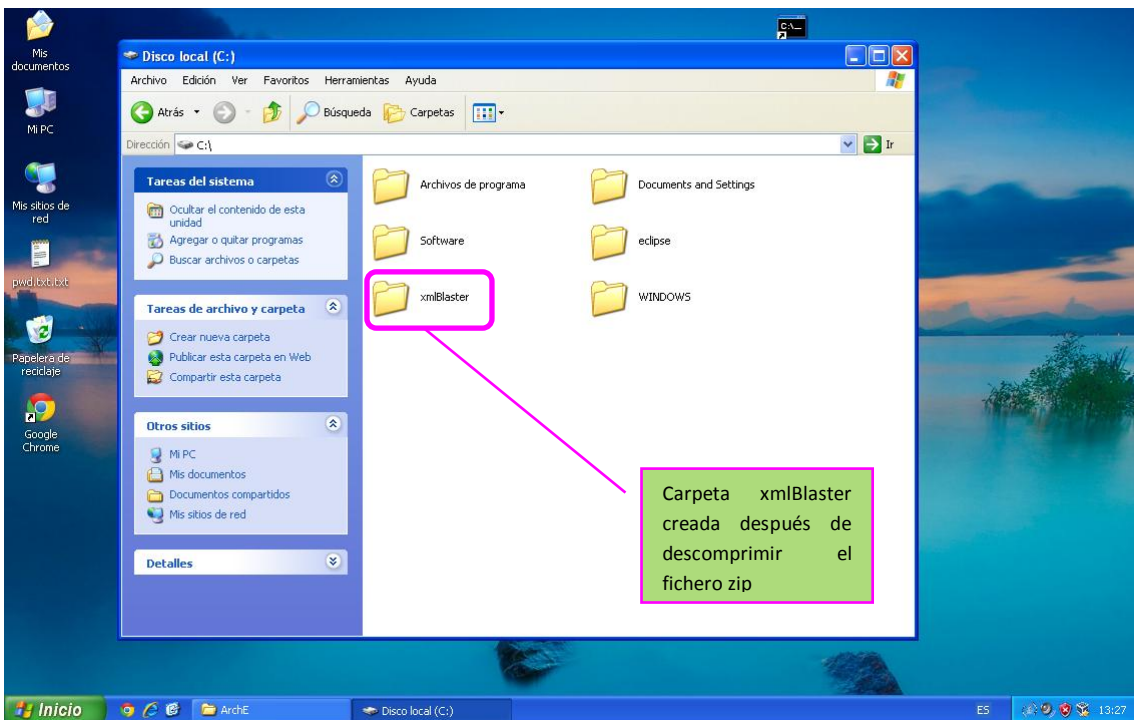 Mis
documentos
Mi PC
Mis sitios de
red
pwd.txt.txt
Papelera de
reciclaje
Google
Chrome
C:\_
Disco local (C:)
Archivo Edición Ver Favoritos Herramientas Ayuda
Atrás Búsqueda Carpetas
Dirección C:\ Ir
Tareas del sistema
Ocultar el contenido de esta
unidad
Agregar o quitar programas
Buscar archivos o carpetas
Tareas de archivo y carpeta
Crear nueva carpeta
Publicar esta carpeta en Web
Compartir esta carpeta
Otros sitios
Mi PC
Mis documentos
Documentos compartidos
Mis sitios de red
Detalles
Archivos de programa
Documents and Settings
Software
eclipse
xmlBlaster
WINDOWS
Carpeta xmlBlaster
creada después de
descomprimir el
fichero zip
Inicio ArchE Disco local (C:) ES 13:27